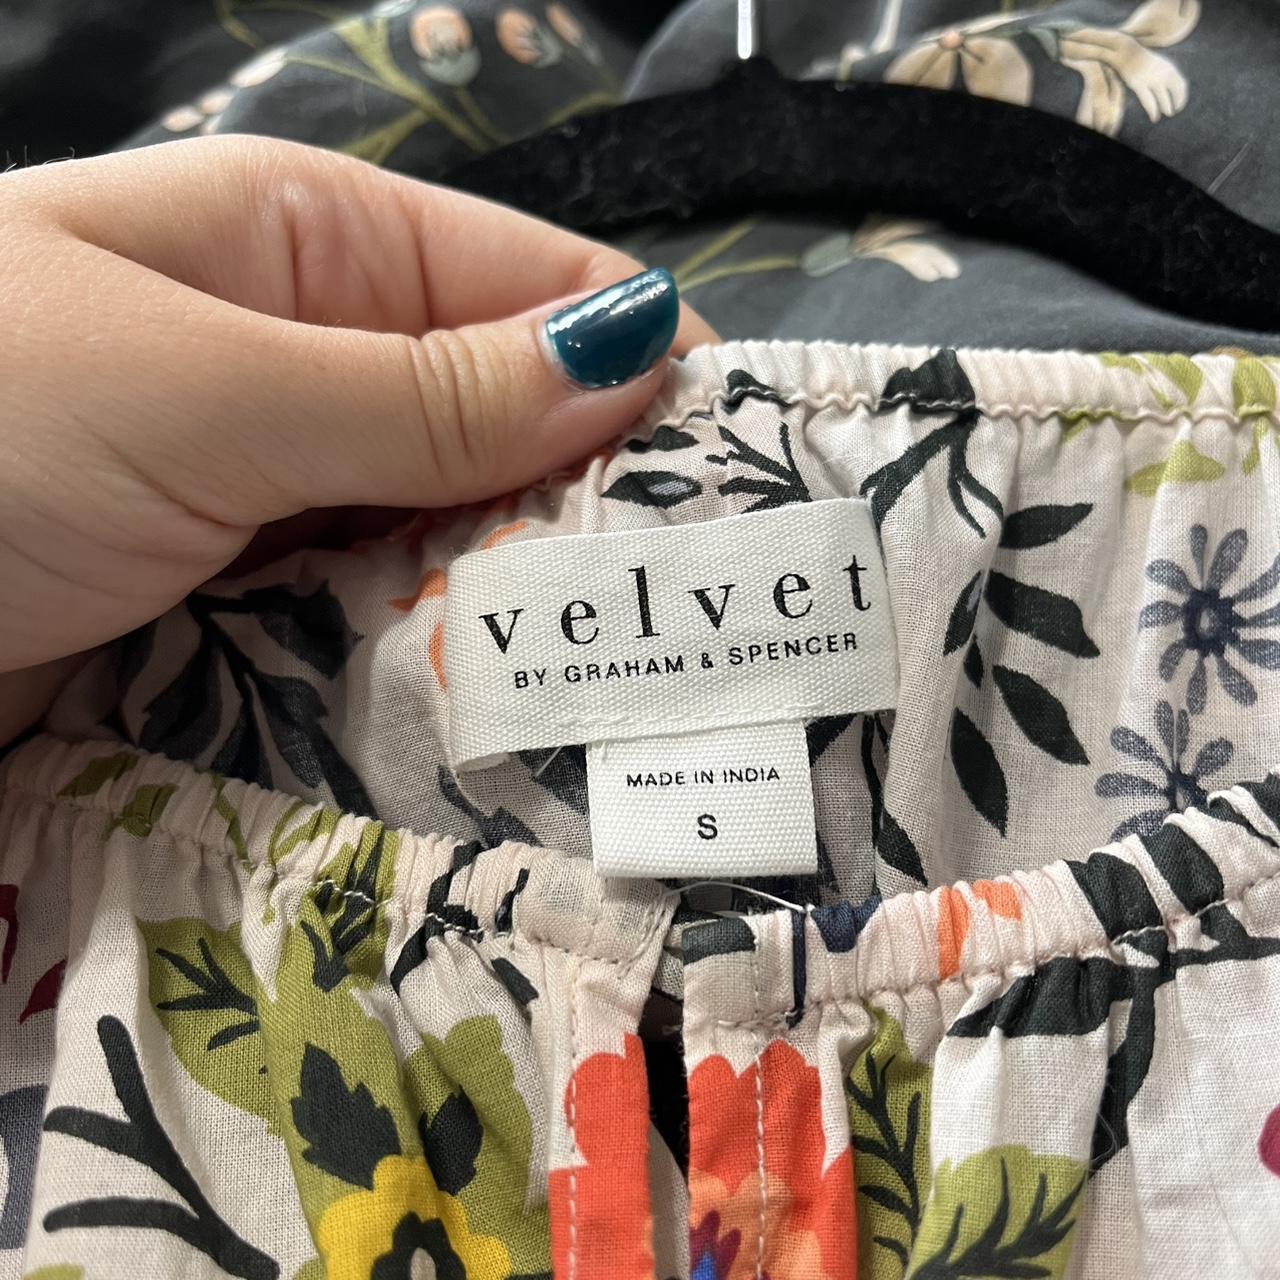 velvet
BY GRAHAM & SPENCER
MADE IN INDIA
S